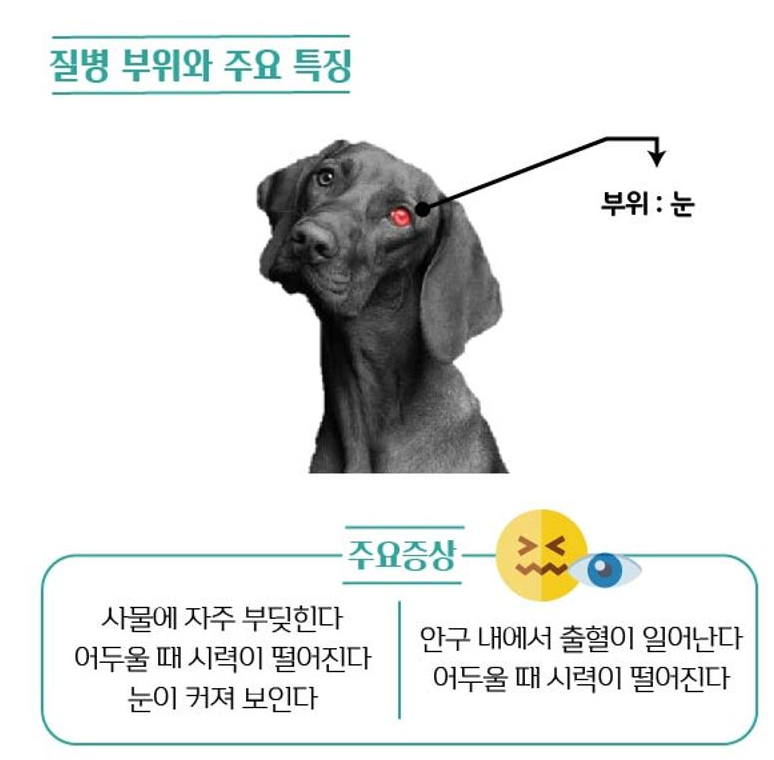 질병 부위와 주요 특징
부위 : 눈
주요증상
사물에 자주 부딪힌다
어두울 때 시력이 떨어진다
눈이 커져 보인다
안구 내에서 출혈이 일어난다
어두울 때 시력이 떨어진다